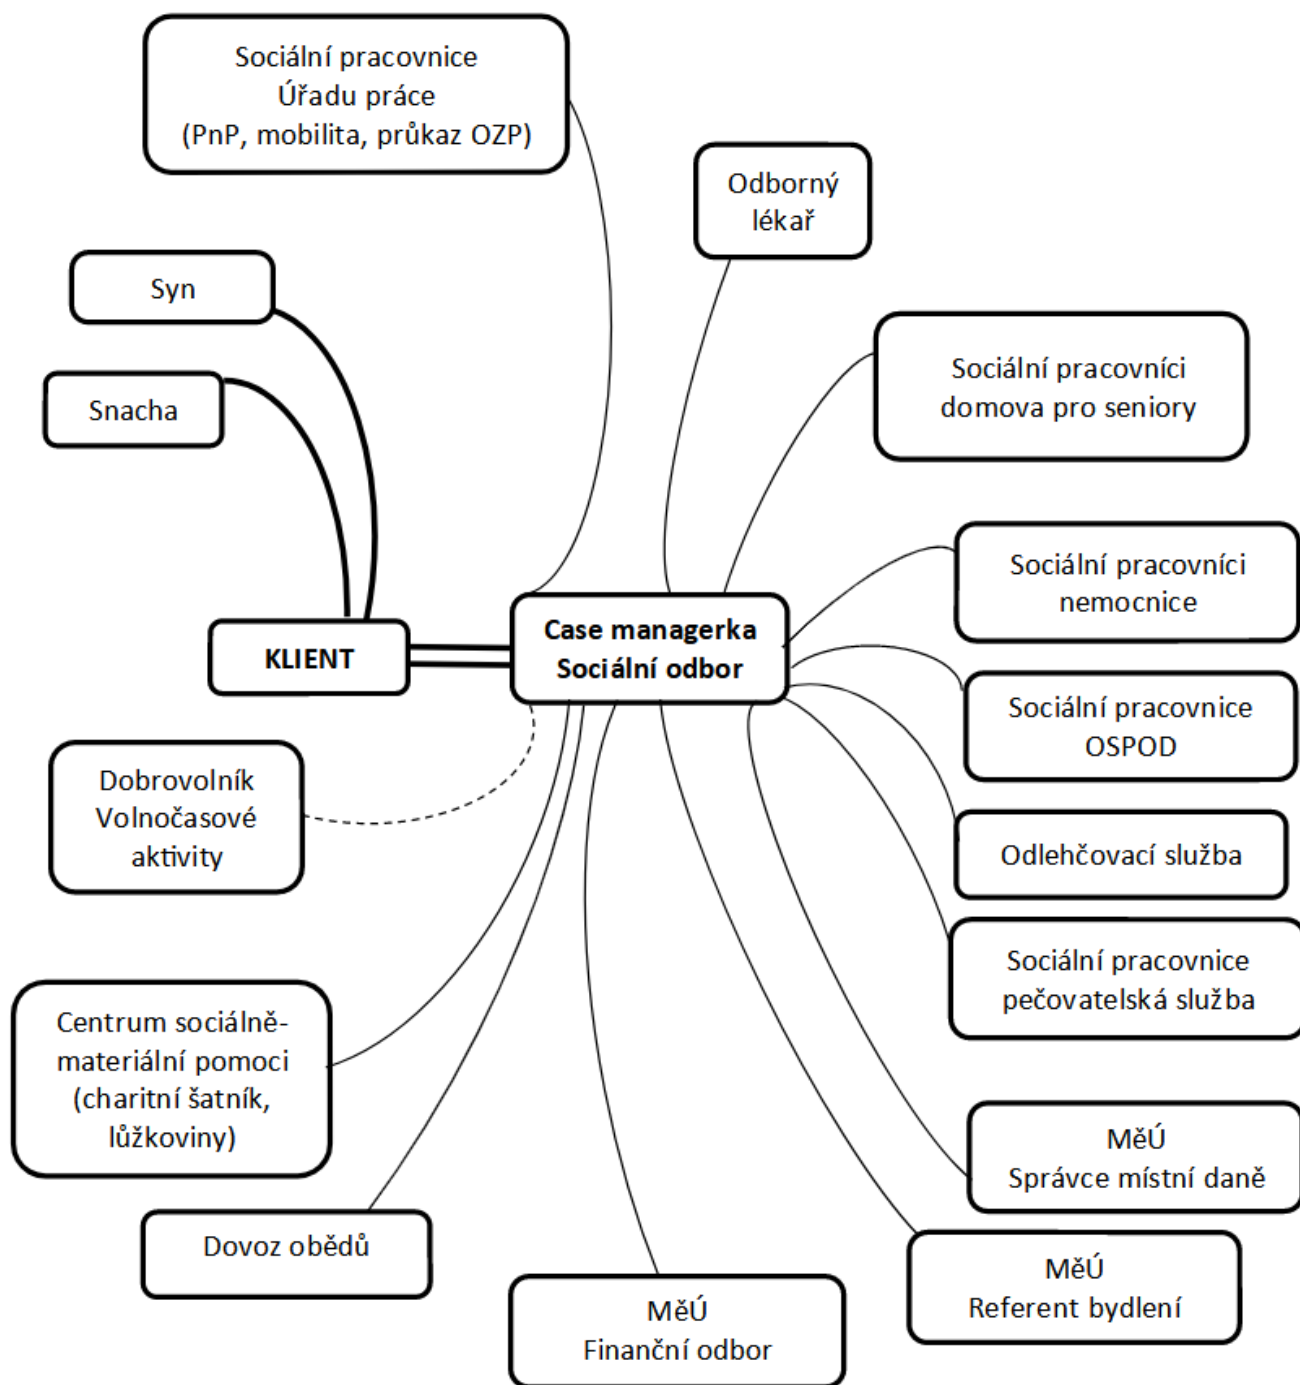 Sociální pracovnice
Úřadu práce
(PnP, mobilita, průkaz OZP)
Odborný
lékař
Syn
Snacha
Sociální pracovníci
domova pro seniory
Sociální pracovníci
nemocnice
KLIENT
Case managerka
Sociální odbor
Sociální pracovnice
OSPOD
Dobrovolník
Volnočasové
aktivity
Odlehčovací služba
Sociální pracovnice
pečovatelská služba
Centrum sociálně-
materiální pomoci
(charitní šatník,
lůžkoviny)
MěÚ
Správce místní daně
Dovoz obědů
MěÚ
Referent bydlení
MěÚ
Finanční odbor